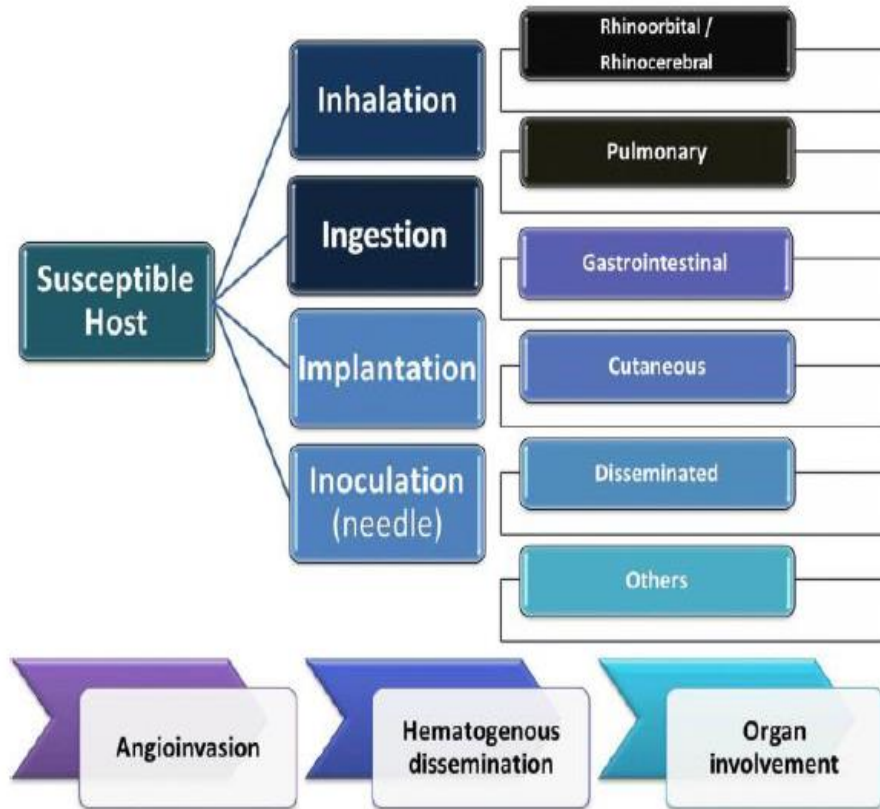 Susceptible
Host
Inhalation
Ingestion
Implantation
Inoculation
(needle)
Rhinoorbital /
Rhinocerebral
Pulmonary
Gastrointestinal
Cutaneous
Disseminated
Others
Angioinvasion
Hematogenous
dissemination
Organ
involvement